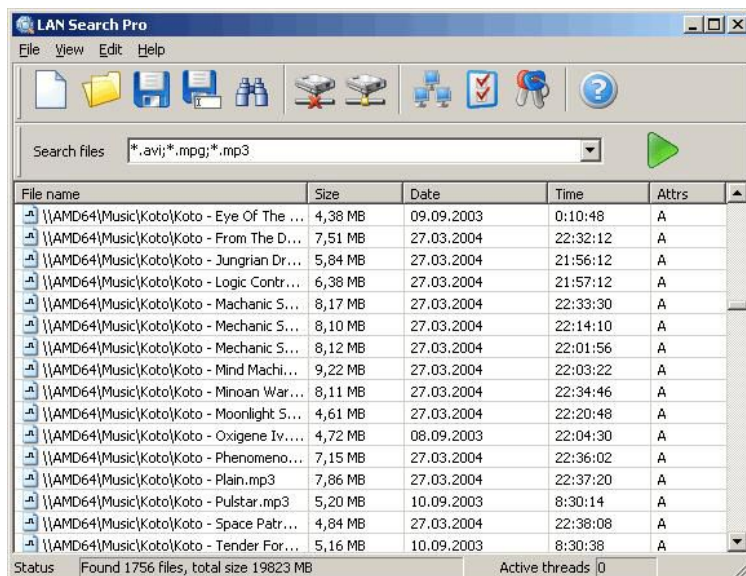 LAN Search Pro
File View Edit Help
Search files *.avi;*.mpg;*.mp3
File name Size Date Time Attrs
\\AMD64\Music\Koto\Koto - Eye Of The ... 4,38 MB 09.09.2003 0:10:48 A
\\AMD64\Music\Koto\Koto - From The D... 7,51 MB 27.03.2004 22:32:12 A
\\AMD64\Music\Koto\Koto - Jungrian Dr... 5,84 MB 27.03.2004 21:56:12 A
\\AMD64\Music\Koto\Koto - Logic Contr... 6,38 MB 27.03.2004 21:57:12 A
\\AMD64\Music\Koto\Koto - Machanic S... 8,17 MB 27.03.2004 22:33:30 A
\\AMD64\Music\Koto\Koto - Mechanic S... 8,10 MB 27.03.2004 22:14:10 A
\\AMD64\Music\Koto\Koto - Mechanic S... 8,12 MB 27.03.2004 22:01:56 A
\\AMD64\Music\Koto\Koto - Mind Machi... 9,22 MB 27.03.2004 22:03:22 A
\\AMD64\Music\Koto\Koto - Minoan War... 8,11 MB 27.03.2004 22:34:46 A
\\AMD64\Music\Koto\Koto - Moonlight S... 4,61 MB 27.03.2004 22:20:48 A
\\AMD64\Music\Koto\Koto - Oxigene Iv.... 4,72 MB 08.09.2003 22:04:30 A
\\AMD64\Music\Koto\Koto - Phenomeno... 7,15 MB 27.03.2004 22:36:02 A
\\AMD64\Music\Koto\Koto - Plain.mp3 7,86 MB 27.03.2004 22:37:20 A
\\AMD64\Music\Koto\Koto - Pulstar.mp3 5,20 MB 10.09.2003 8:30:14 A
\\AMD64\Music\Koto\Koto - Space Patr... 4,84 MB 27.03.2004 22:38:08 A
\\AMD64\Music\Koto\Koto - Tender For... 5,16 MB 10.09.2003 8:30:38 A
Status Found 1756 files, total size 19823 MB Active threads 0